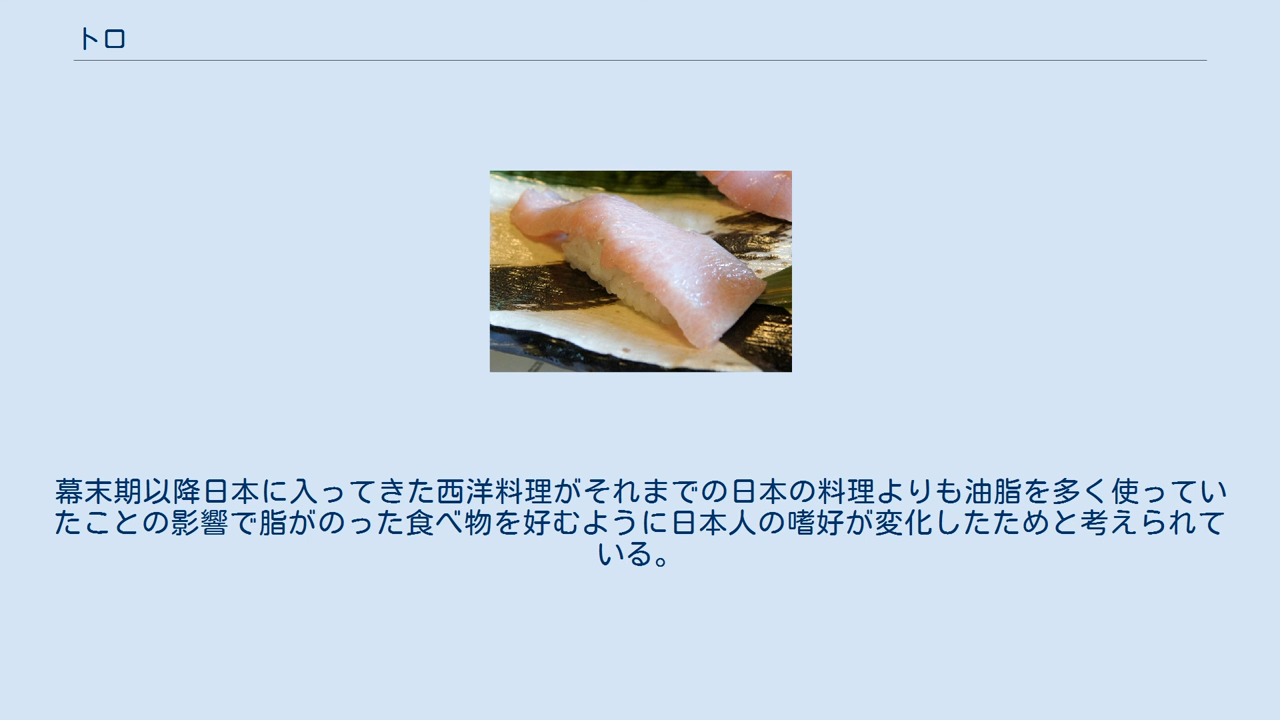 トロ
幕末期以降日本に入ってきた西洋料理がそれまでの日本の料理よりも油脂を多く使ってい
たことの影響で脂がのった食べ物を好むように日本人の嗜好が変化したためと考えられて
いる。